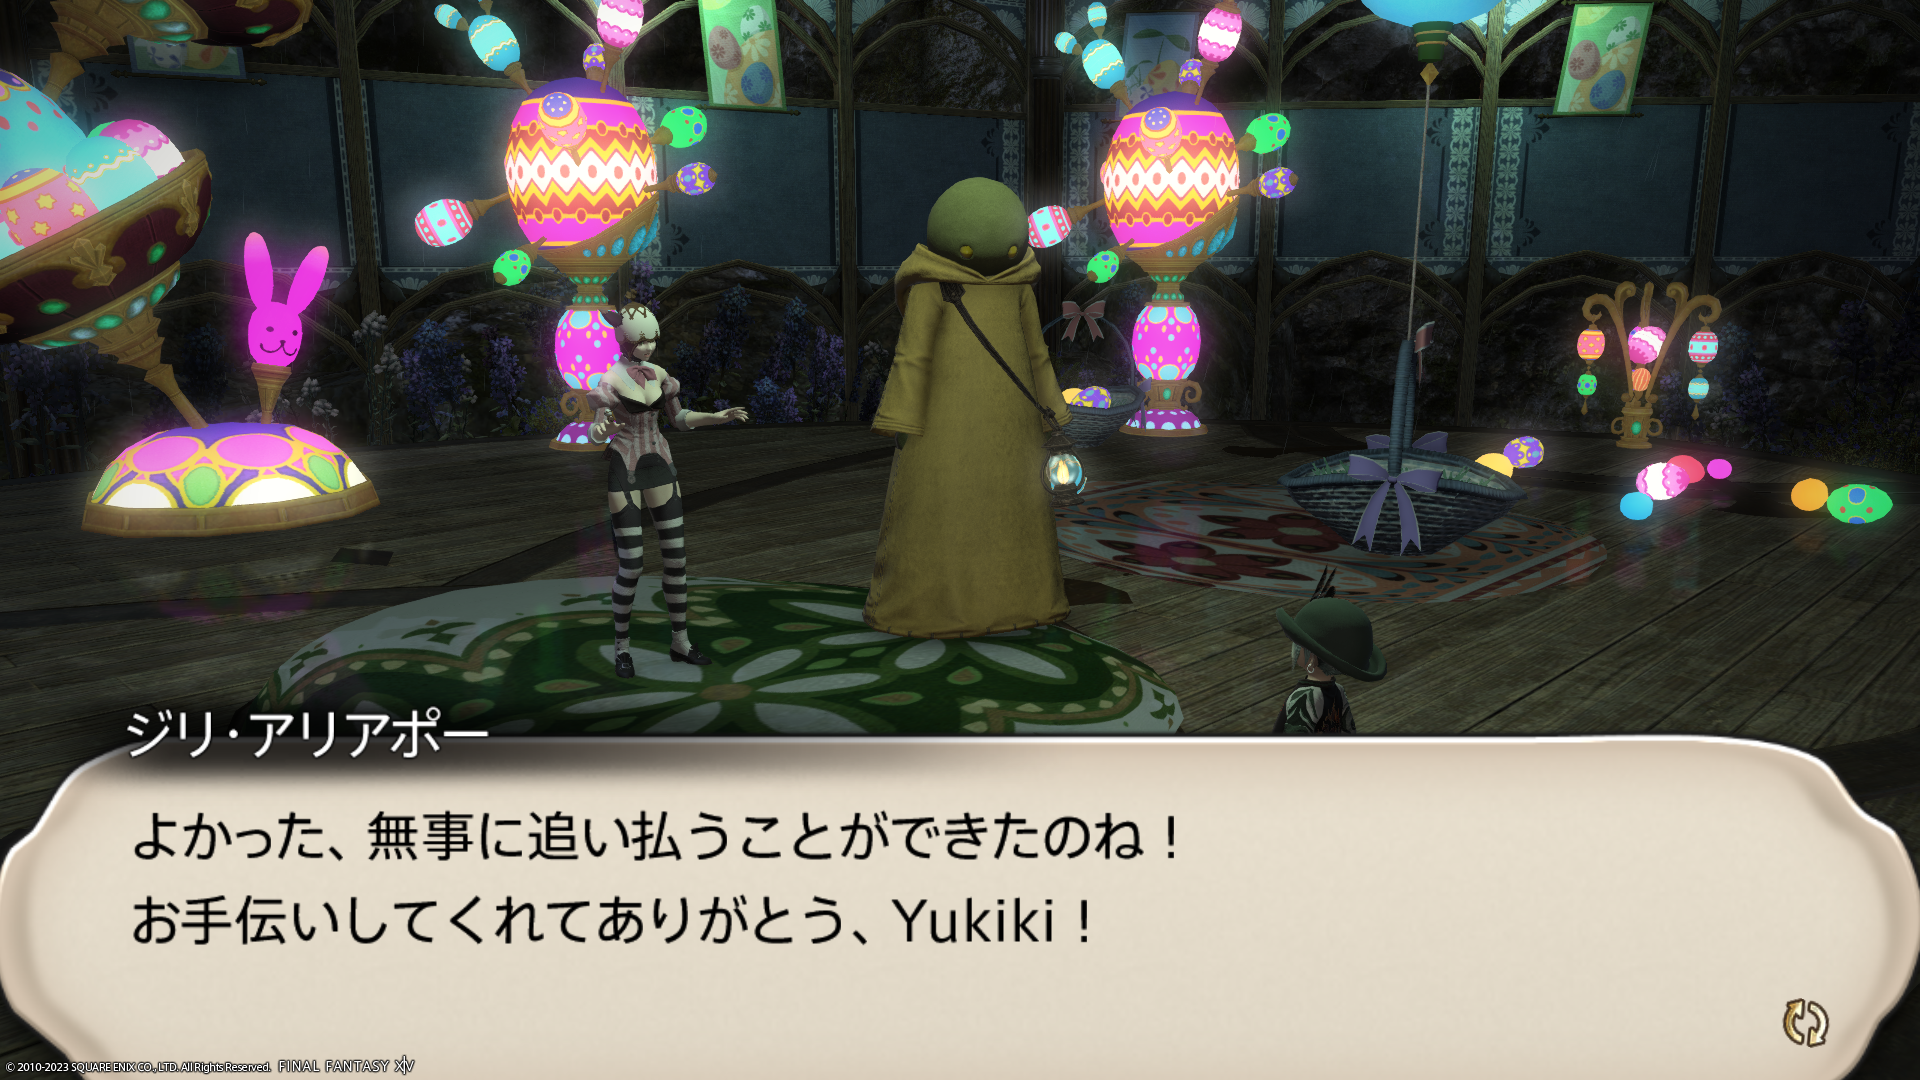 ジリ・アリアポー
よかった、無事に追い払うことができたのね！
お手伝いしてくれてありがとう、Yukiki！
© 2010-2023 SQUARE ENIX CO., LTD. All Rights Reserved. FINAL FANTASY XIV